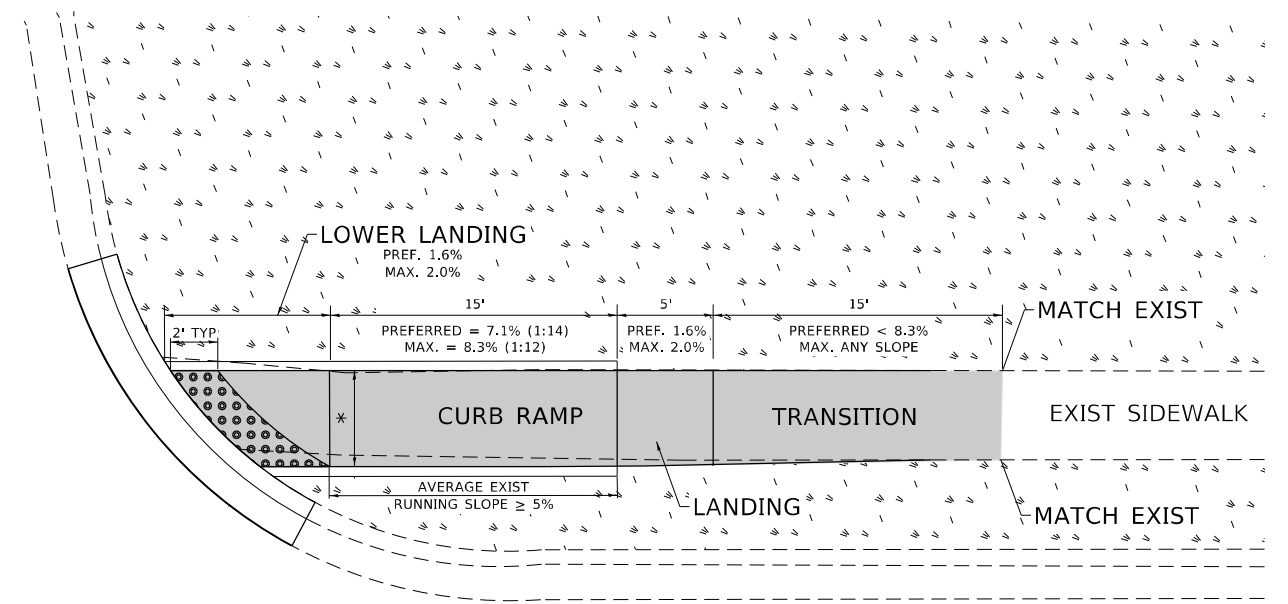 LOWER LANDING
PREF. 1.6%
MAX. 2.0%
15'
5'
15'
MATCH EXIST
2' TYP
PREFERRED = 7.1% (1:14)
MAX. = 8.3% (1:12)
PREF. 1.6%
MAX. 2.0%
PREFERRED < 8.3%
MAX. ANY SLOPE
*
CURB RAMP
TRANSITION
EXIST SIDEWALK
AVERAGE EXIST
RUNNING SLOPE ≥ 5%
LANDING
MATCH EXIST